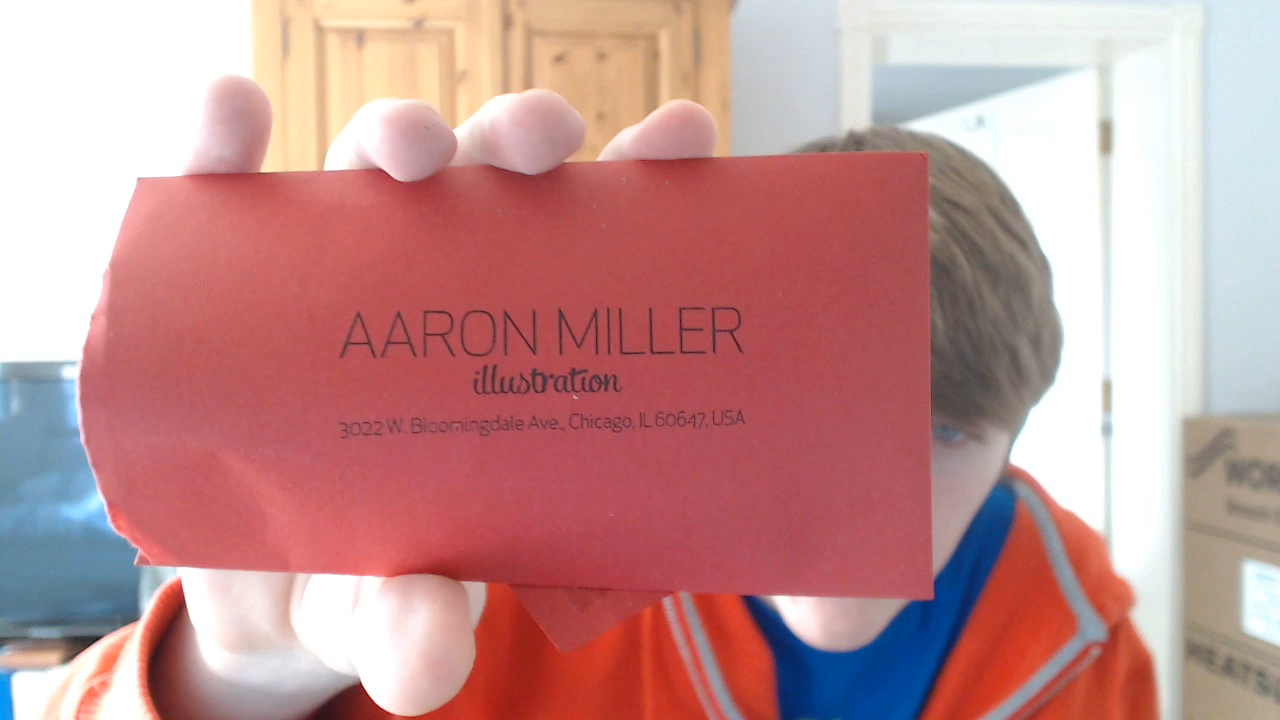 AARON MILLER
illustration
3022 W. Bloomingdale Ave., Chicago, IL 60647, USA